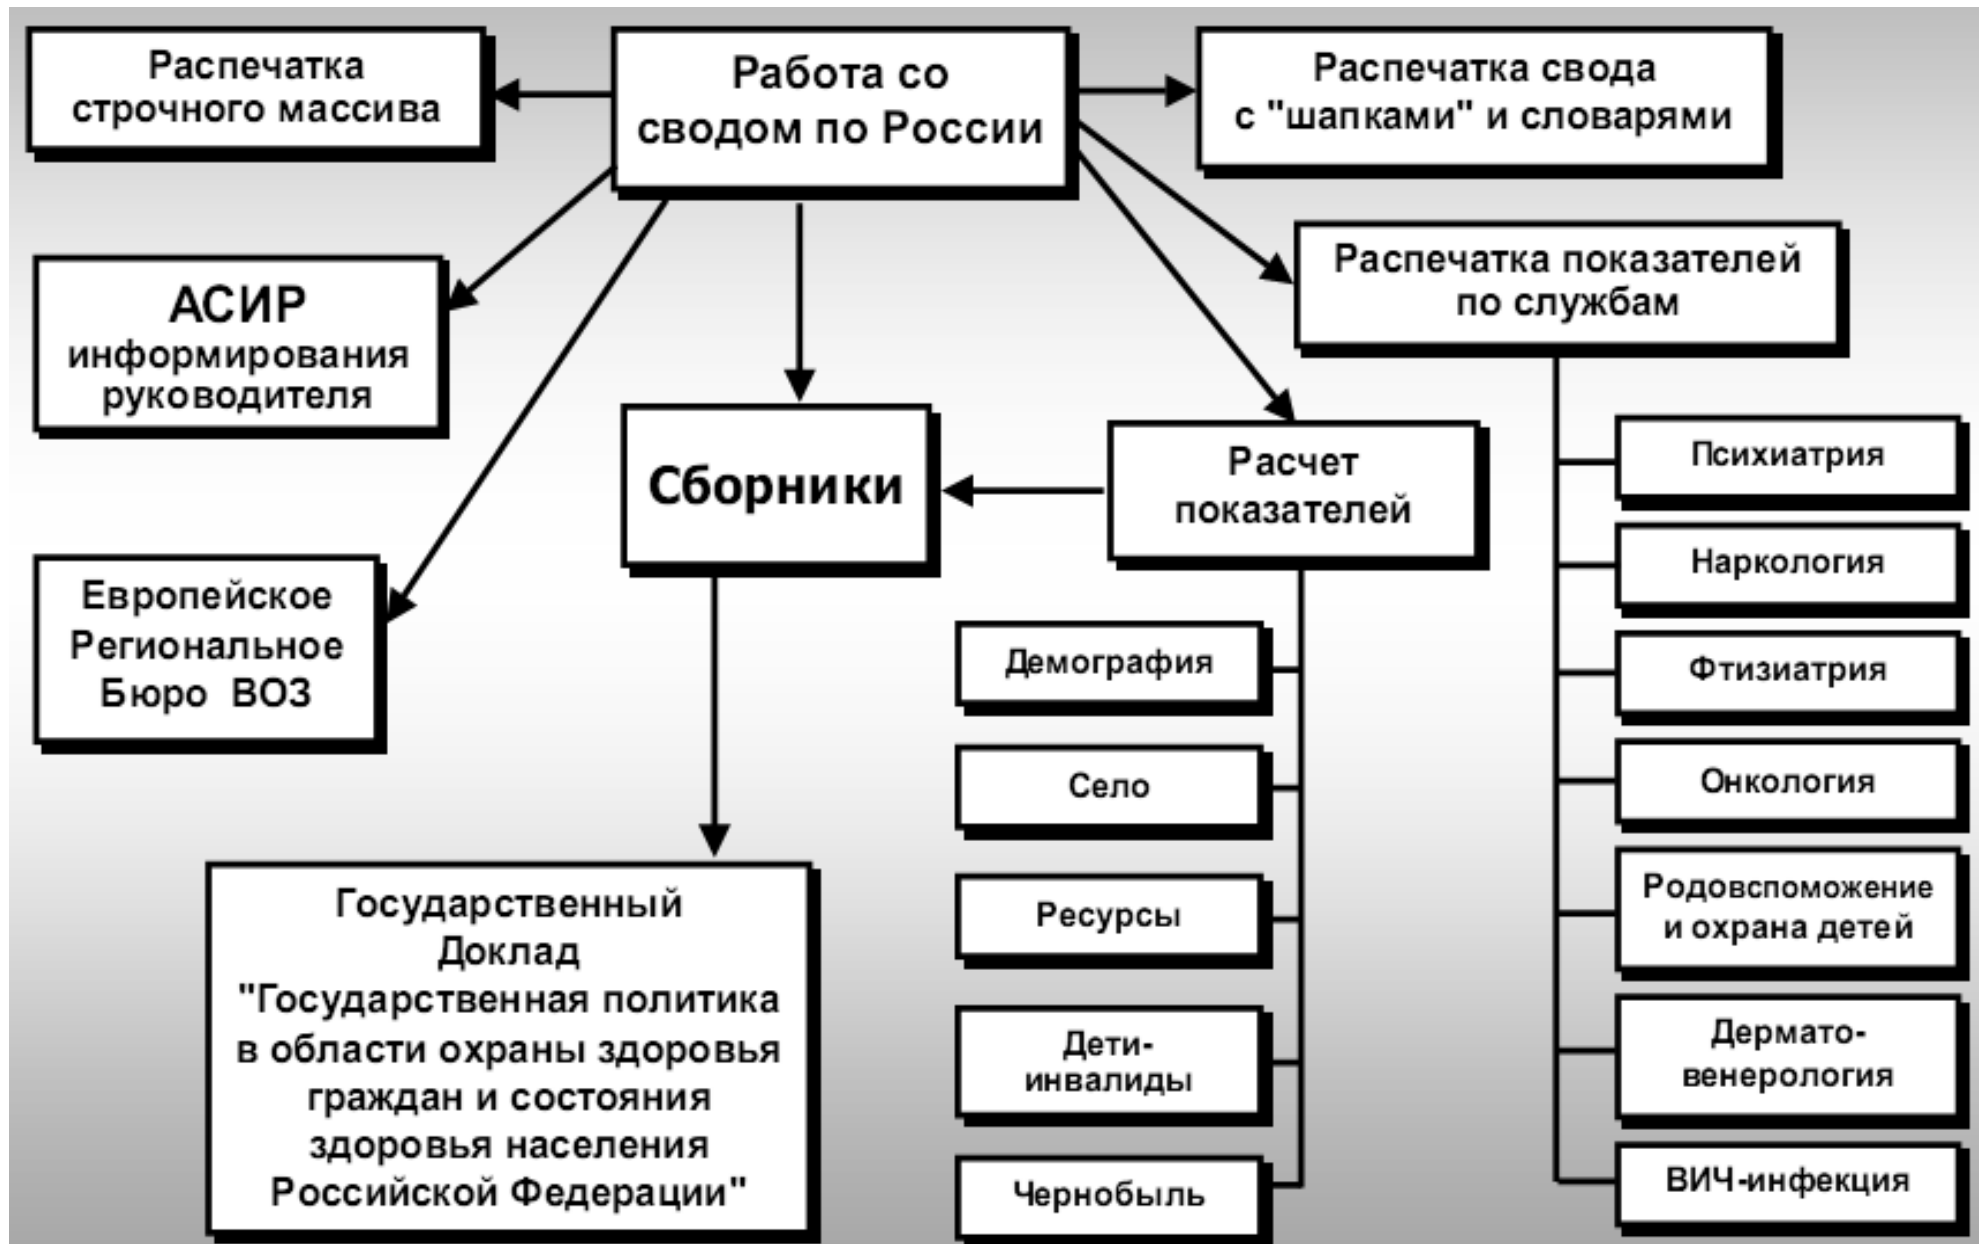 Распечатка
строчного массива
Работа со
сводом по России
Распечатка свода
с "шапками" и словарями
АСИР
информирования
руководителя
Распечатка показателей
по службам
Сборники
Расчет
показателей
Европейское
Региональное
Бюро ВОЗ
Психиатрия
Наркология
Фтизиатрия
Онкология
Родовспоможение
и охрана детей
Дермато-
венерология
ВИЧ-инфекция
Демография
Село
Ресурсы
Дети-
инвалиды
Чернобыль
Государственный
Доклад
"Государственная политика
в области охраны здоровья
граждан и состояния
здоровья населения
Российской Федерации"